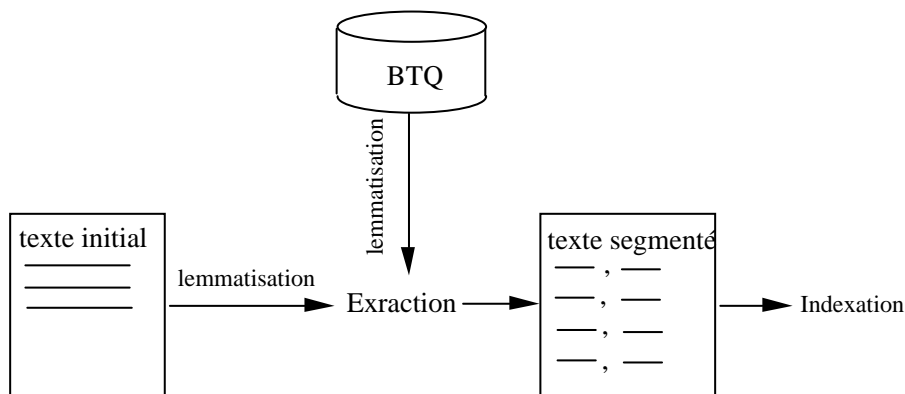 BTQ
lemmatisation
texte initial
lemmatisation
Exraction
texte segmenté
,
,
,
,
Indexation